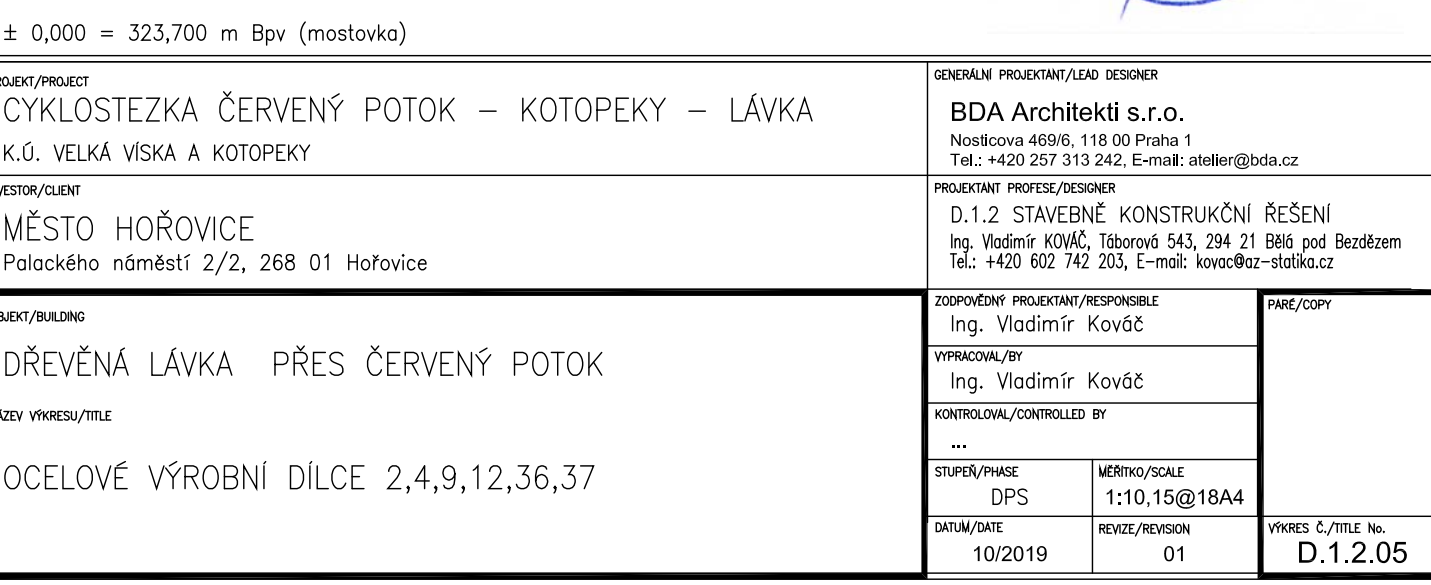 ± 0,000 = 323,700 m Bpv (mostovka)
ROJEKT/PROJECT
CYKLOSTEZKA ČERVENÝ POTOK – KOTOPEKY – LÁVKA
K.Ú. VELKÁ VÍSKA A KOTOPEKY
GENERÁLNÍ PROJEKTANT/LEAD DESIGNER
BDA Architekti s.r.o.
Nosticova 469/6, 118 00 Praha 1
Tel.: +420 257 313 242, E-mail: atelier@bda.cz
VESTOR/CLIENT
MĚSTO HOŘOVICE
Palackého náměstí 2/2, 268 01 Hořovice
PROJEKTANT PROFESE/DESIGNER
D.1.2 STAVEBNĚ KONSTRUKČNÍ ŘEŠENÍ
Ing. Vladimír KOVÁČ, Táborová 543, 294 21 Bělá pod Bezdězem
Tel.: +420 602 742 203, E-mail: kovac@az-statika.cz
BJEKT/BUILDING
DŘEVĚNÁ LÁVKA PŘES ČERVENÝ POTOK
ÁZEV VÝKRESU/TITLE
OCELOVÉ VÝROBNÍ DÍLCE 2,4,9,12,36,37
ZODPOVĚDNÝ PROJEKTANT/RESPONSIBLE
Ing. Vladimír Kováč
VYPRACOVAL/BY
Ing. Vladimír Kováč
KONTROLOVAL/CONTROLLED BY
...
STUPEŇ/PHASE
DPS
MĚŘÍTKO/SCALE
1:10,15@18A4
DATUM/DATE
10/2019
REVIZE/REVISION
01
PARÉ/COPY
VÝKRES Č./TITLE No.
D.1.2.05